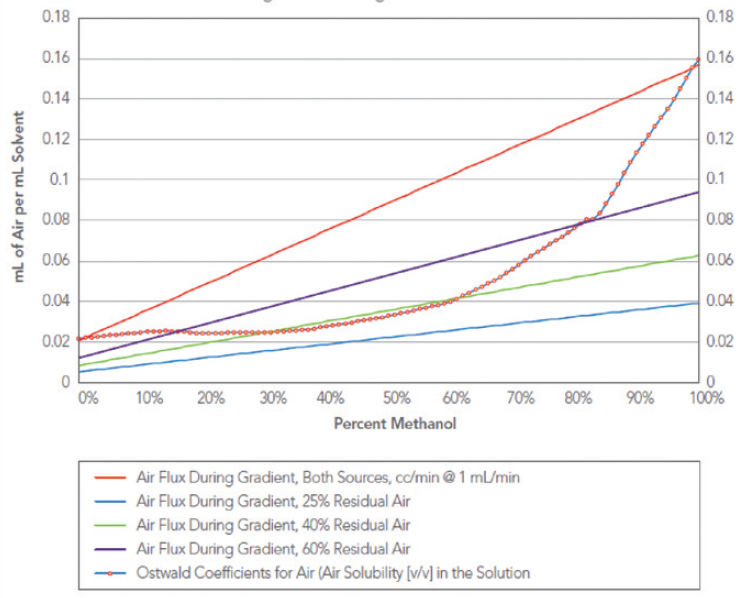 0.18 0.18
0.16 0.16
0.14 0.14
0.12 0.12
0.1 0.1
0.08 0.08
0.06 0.06
0.04 0.04
0.02 0.02
0 0
mL of Air per mL Solvent
0% 10% 20% 30% 40% 50% 60% 70% 80% 90% 100%
Percent Methanol
Air Flux During Gradient, Both Sources, cc/min @ 1 mL/min
Air Flux During Gradient, 25% Residual Air
Air Flux During Gradient, 40% Residual Air
Air Flux During Gradient, 60% Residual Air
Ostwald Coefficients for Air (Air Solubility [v/v] in the Solution